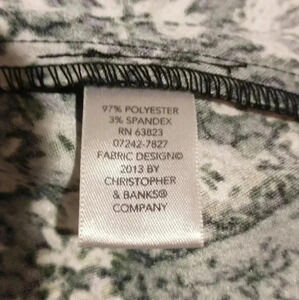 97% POLYESTER
3% SPANDEX
RN 63823
07242-7827
FABRIC DESIGN©
2013 BY
CHRISTOPHER
& BANKS®
COMPANY